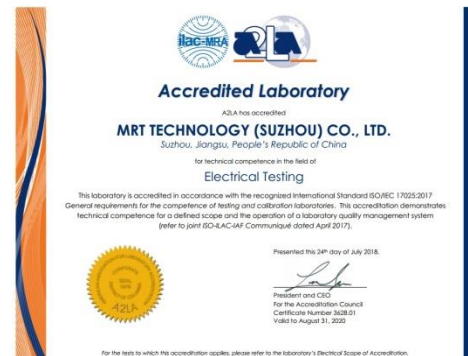 ilac-MRA
A2LA
Accredited Laboratory
A2LA has accredited
MRT TECHNOLOGY (SUZHOU) CO., LTD.
Suzhou, Jiangsu, People's Republic of China
for technical competence in the field of
Electrical Testing
This laboratory is accredited in accordance with the recognized International Standard ISO/IEC 17025:2017
General requirements for the competence of testing and calibration laboratories. This accreditation demonstrates
technical competence for a defined scope and the operation of a laboratory quality management system
(refer to joint ISO-ILAC-IAF Communiqué dated April 2017).
Presented this 24th day of July 2018.
President and CEO
For the Accreditation Council
Certificate Number 3628.01
Valid to August 31, 2020
CORPORATE
SEAL
1978
A2LA
For the tests to which this accreditation applies, please refer to the laboratory's Electrical Scope of Accreditation.